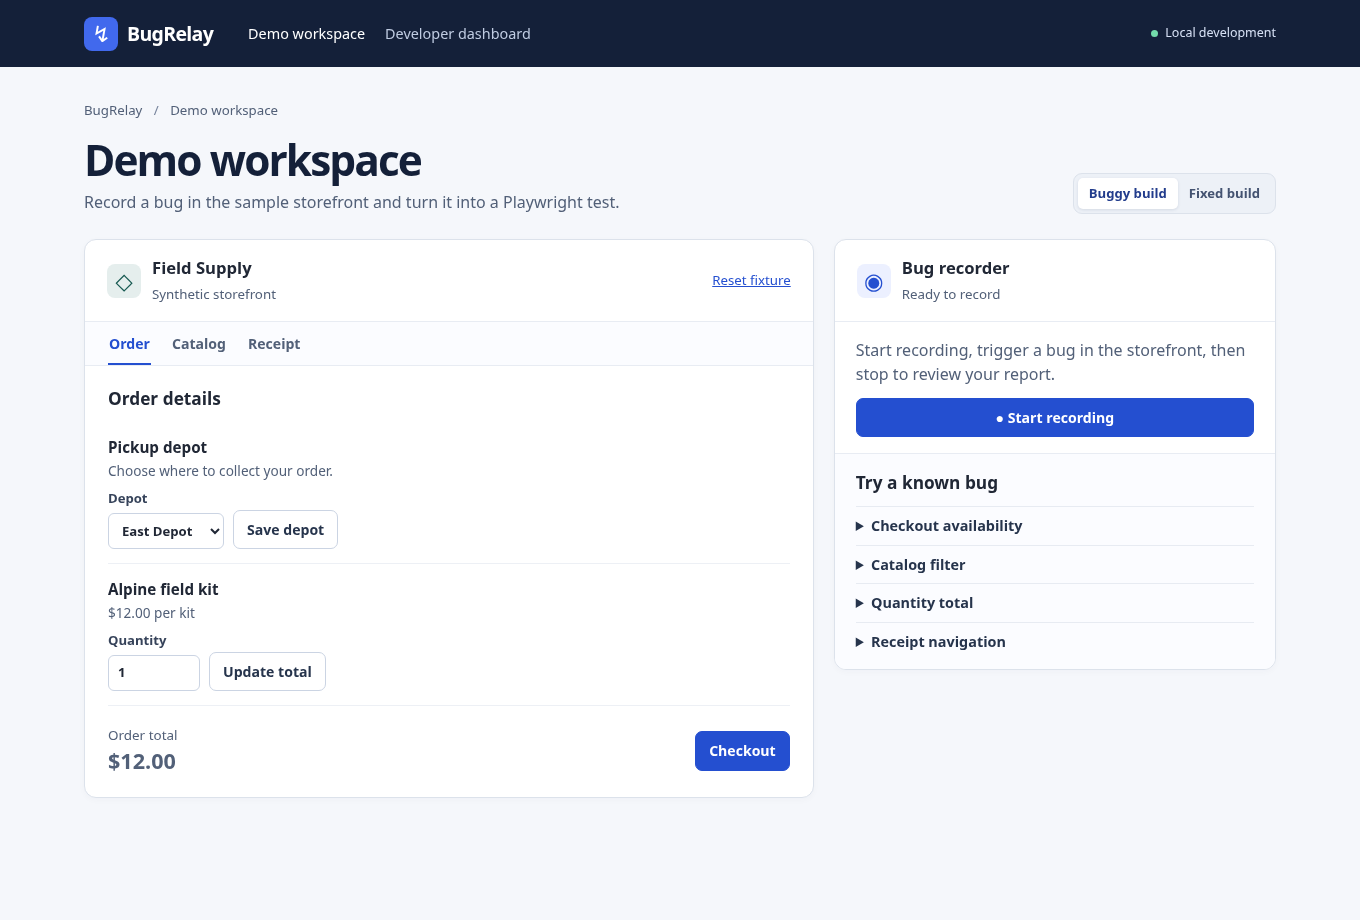 BugRelay
Demo workspace
Developer dashboard
Local development
BugRelay / Demo workspace
Demo workspace
Record a bug in the sample storefront and turn it into a Playwright test.
Buggy build
Fixed build
Field Supply
Synthetic storefront
Reset fixture
Order
Catalog
Receipt
Order details
Pickup depot
Choose where to collect your order.
Depot
East Depot
Save depot
Alpine field kit
$12.00 per kit
Quantity
1
Update total
Order total
$12.00
Checkout
Bug recorder
Ready to record
Start recording, trigger a bug in the storefront, then
stop to review your report.
● Start recording
Try a known bug
Checkout availability
Catalog filter
Quantity total
Receipt navigation